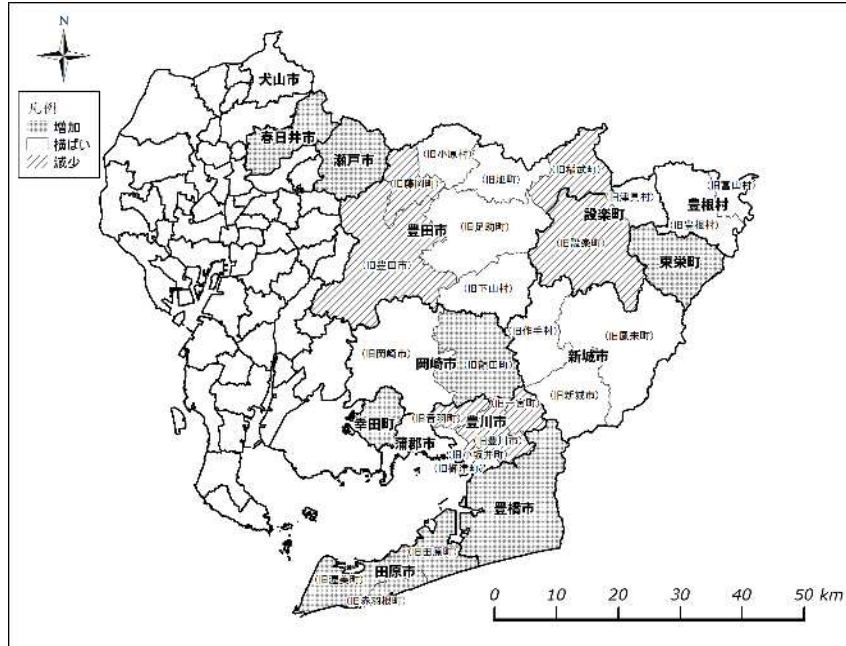 N
犬山市
凡例
増加
横ばい
減少
春日井市
瀬戸市
(旧小原村)
(旧藤岡町)
(旧旭町)
(旧稲武町)
(旧富山村)
(旧津具村)
豊根村
設楽町
(旧豊根村)
豊田市
(旧足助町)
(旧設楽町)
東栄町
(旧豊田市)
(旧下山村)
(旧作手村)
(旧鳳来町)
(旧岡崎市)
岡崎市
(旧額田町)
新城市
(旧新城市)
(旧一宮町)
幸田町
(旧音羽町)
豊川市
蒲郡市
(旧豊川市)
(旧小坂井町)
(旧御津町)
豊橋市
(旧田原町)
田原市
(旧渥美町)
(旧赤羽根町)
0 10 20 30 40 50 km